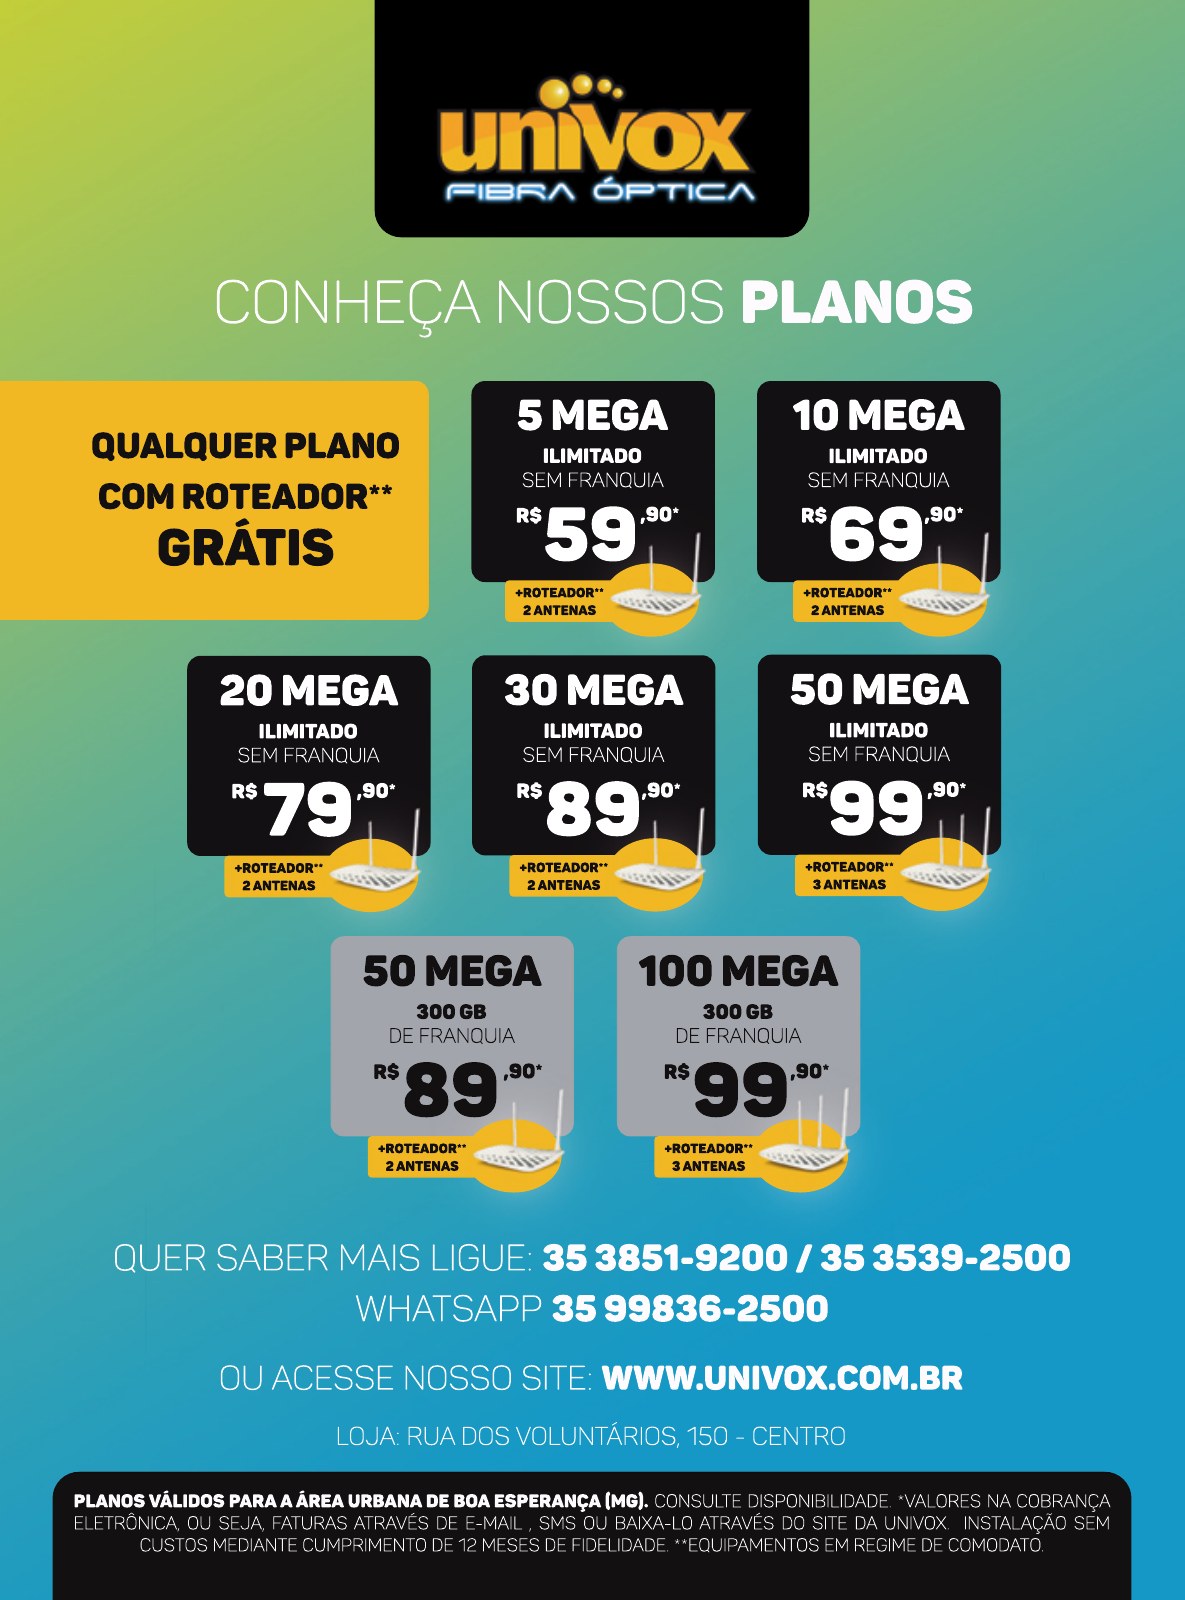 univox
FIBRA ÓPTICA
CONHEÇA NOSSOS PLANOS
QUALQUER PLANO
COM ROTEADOR**
GRÁTIS
5 MEGA
ILIMITADO
SEM FRANQUIA
R$ 59,90*
+ROTEADOR**
2 ANTENAS
10 MEGA
ILIMITADO
SEM FRANQUIA
R$ 69,90*
+ROTEADOR**
2 ANTENAS
20 MEGA
ILIMITADO
SEM FRANQUIA
R$ 79,90*
+ROTEADOR**
2 ANTENAS
30 MEGA
ILIMITADO
SEM FRANQUIA
R$ 89,90*
+ROTEADOR**
2 ANTENAS
50 MEGA
ILIMITADO
SEM FRANQUIA
R$ 99,90*
+ROTEADOR**
3 ANTENAS
50 MEGA
300 GB
DE FRANQUIA
R$ 89,90*
+ROTEADOR**
2 ANTENAS
100 MEGA
300 GB
DE FRANQUIA
R$ 99,90*
+ROTEADOR**
3 ANTENAS
QUER SABER MAIS LIGUE: 35 3851-9200 / 35 3539-2500
WHATSAPP 35 99836-2500
OU ACESSE NOSSO SITE: WWW.UNIVOX.COM.BR
LOJA: RUA DOS VOLUNTÁRIOS, 150 - CENTRO
PLANOS VÁLIDOS PARA A ÁREA URBANA DE BOA ESPERANÇA (MG). CONSULTE DISPONIBILIDADE. *VALORES NA COBRANÇA
ELETRÔNICA, OU SEJA, FATURAS ATRAVÉS DE E-MAIL , SMS OU BAIXA-LO ATRAVÉS DO SITE DA UNIVOX. INSTALAÇÃO SEM
CUSTOS MEDIANTE CUMPRIMENTO DE 12 MESES DE FIDELIDADE. **EQUIPAMENTOS EM REGIME DE COMODATO.